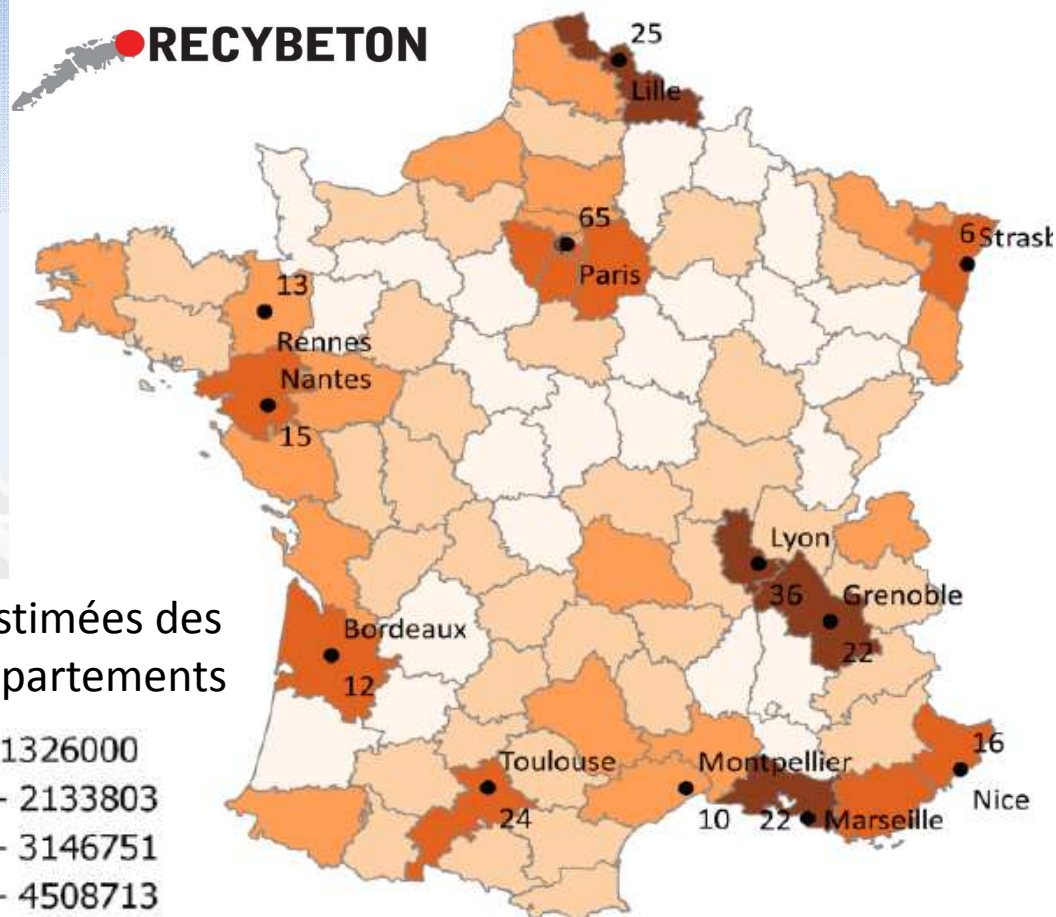 RECYBETON
25
Lille
65
Paris
6 Strasb
13
Rennes
Nantes
15
Lyon
36
Grenoble
22
Bordeaux
12
stimées des
partements
1326000
- 2133803
- 3146751
- 4508713
Toulouse
24
Montpellier
10
22
Marseille
16
Nice